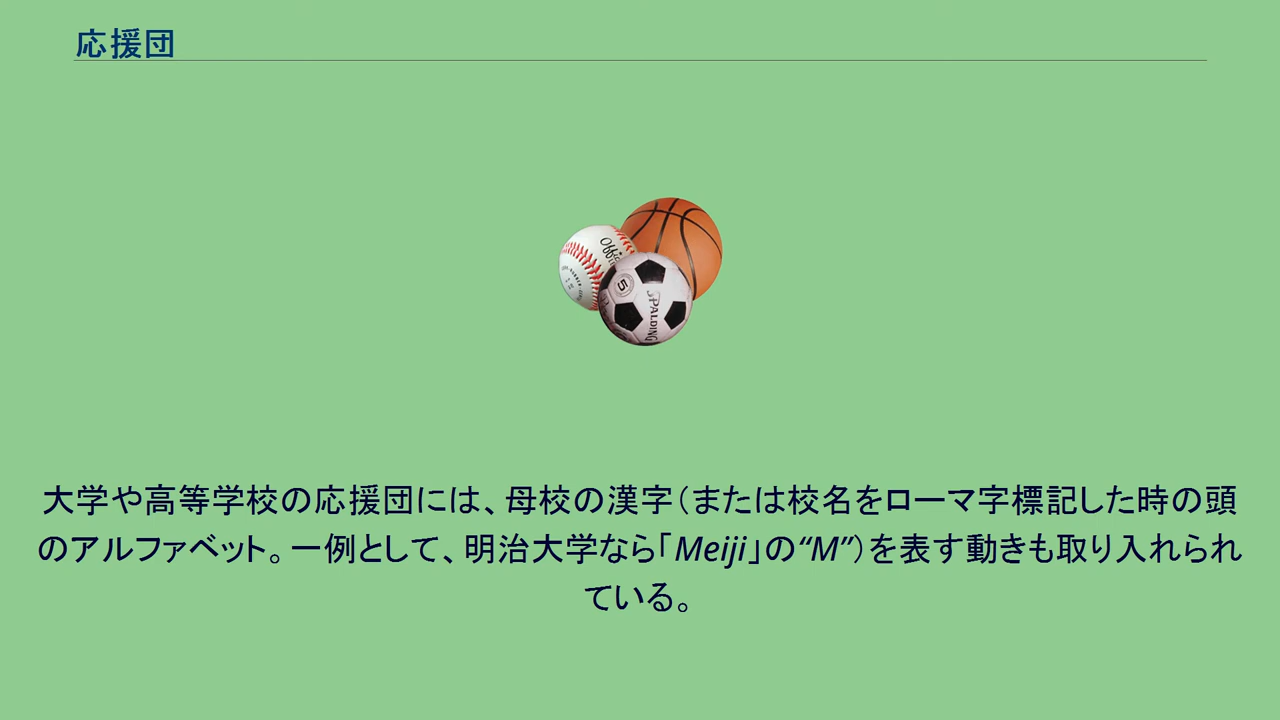 応援団
Offic
5
SPALDING
大学や高等学校の応援団には、母校の漢字(または校名をローマ字標記した時の頭
のアルファベット。一例として、明治大学なら「Meiji」の“M”)を表す動きも取り入れられ
ている。